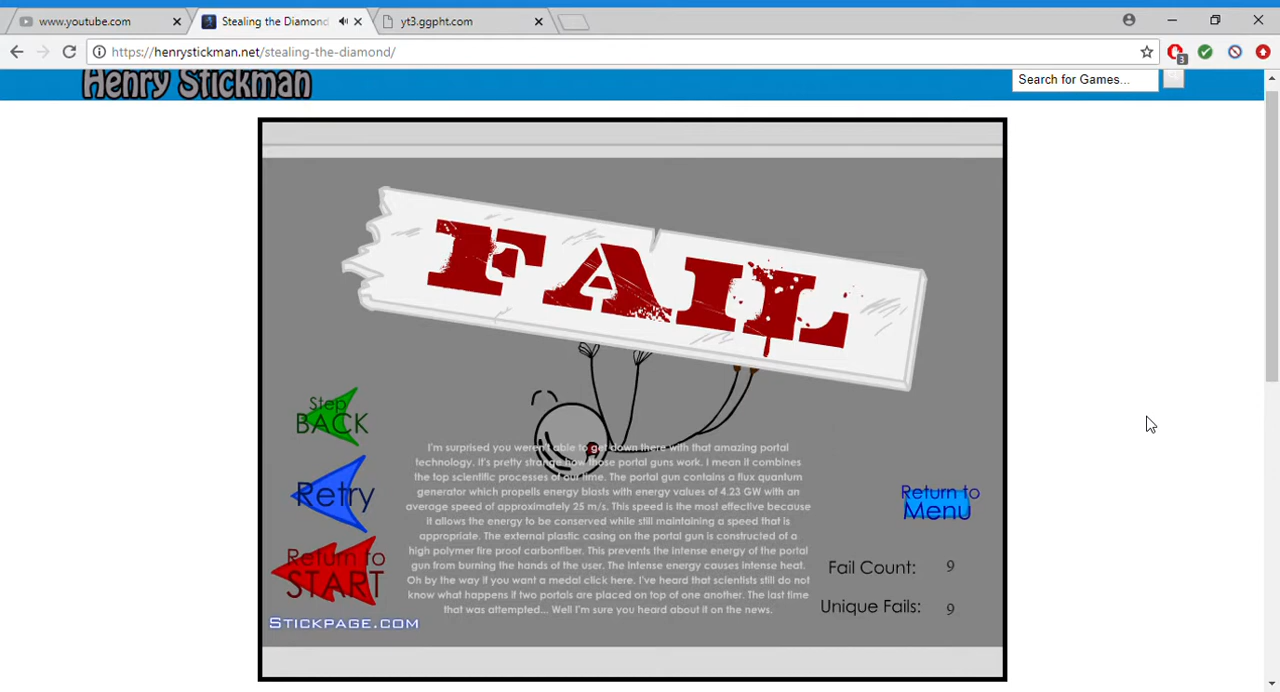 www.youtube.com
Stealing the Diamond
yt3.ggpht.com
https://henrystickman.net/stealing-the-diamond/
3
Henry Stickman
Search for Games...
FAIL
Step
BACK
Retry
Return to
START
I'm surprised you weren't able to get down there with that amazing portal
technology. It's pretty strange how those portal guns work. I mean it combines
the top scientific processes of our time. The portal gun contains a flux quantum
generator which propells energy blasts with energy values of 4.23 GW with an
average speed of approximately 25 m/s. This speed is the most effective because
it allows the energy to be conserved while still maintaining a speed that is
appropriate. The external plastic casing on the portal gun is constructed of a
high polymer fire proof carbonfiber. This prevents the intense energy of the portal
gun from burning the hands of the user. The intense energy causes intense heat.
Oh by the way if you want a medal click here. I've heard that scientists still do not
know what happens if two portals are placed on top of one another. The last time
that was attempted... Well I'm sure you heard about it on the news.
Return to
Menu
Fail Count: 9
Unique Fails: 9
STICKPAGE.COM